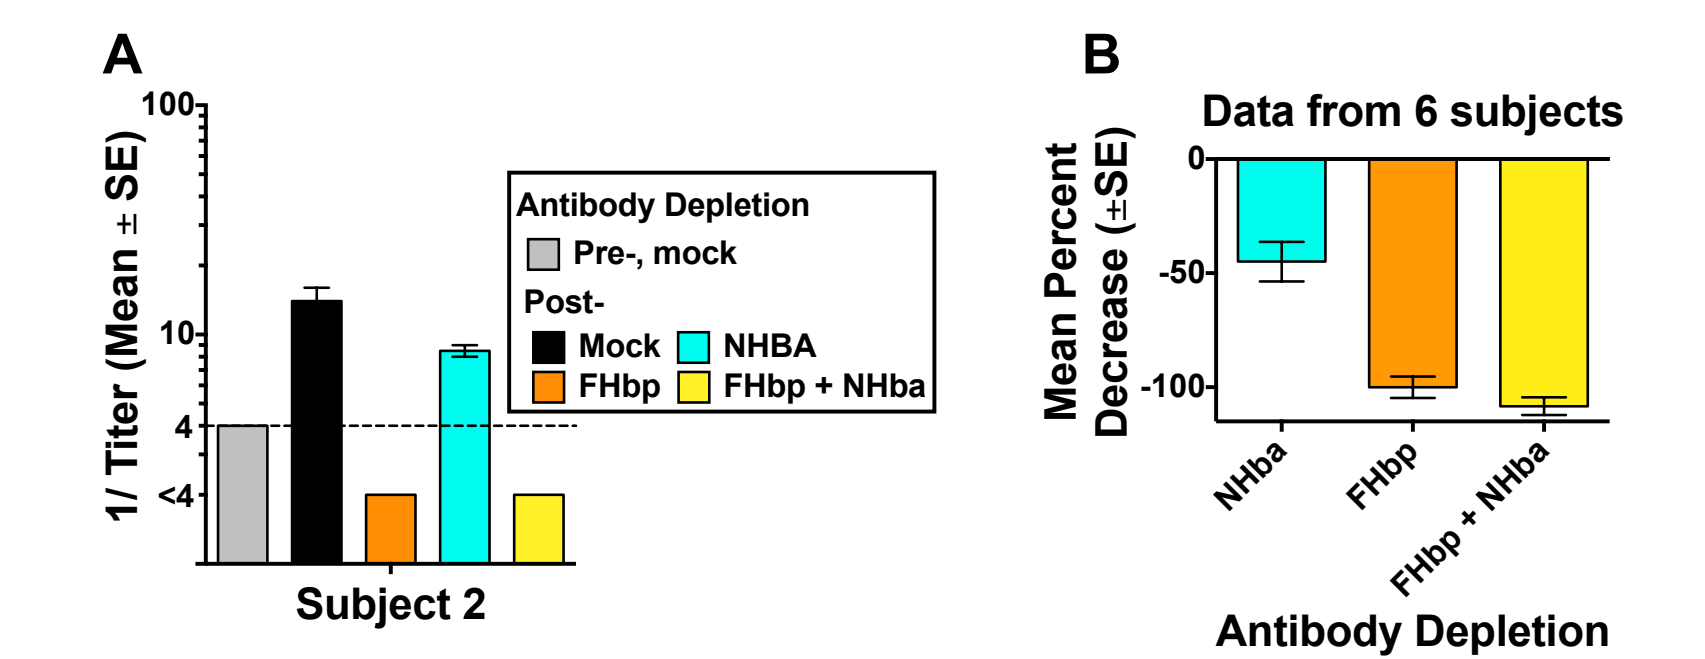 A
100
10
4
<4
1/ Titer (Mean ± SE)
Subject 2
Antibody Depletion
Pre-, mock
Post-
Mock
NHBA
FHbp
FHbp + NHba
B
Data from 6 subjects
Mean Percent
Decrease (±SE)
0
-50
-100
NHba
FHbp
FHbp + NHba
Antibody Depletion